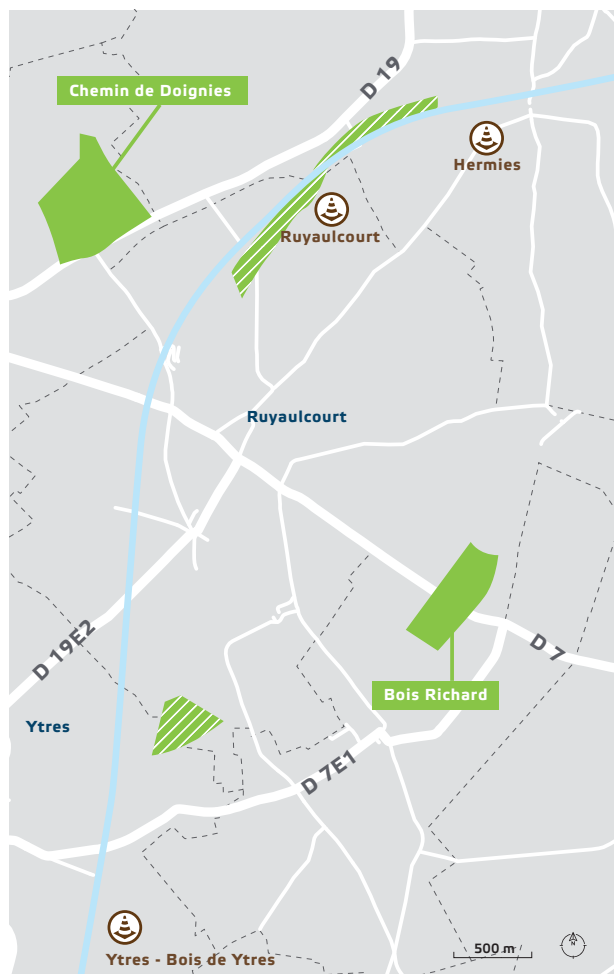 Chemin de Doignies
D 19
Hermies
Ruyaulcourt
Ruyaulcourt
D 19E2
D 7
Bois Richard
Ytres
D 7E1
500 m
N
Ytres - Bois de Ytres